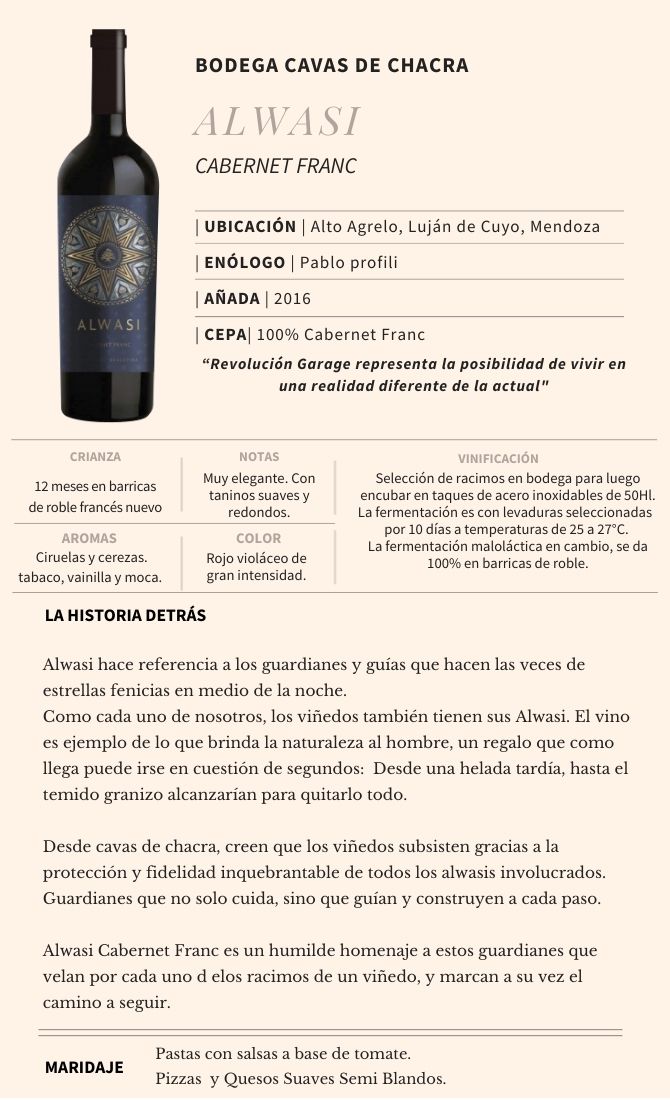 BODEGA CAVAS DE CHACRA
ALWASI
CABERNET FRANC
| UBICACIÓN | Alto Agrelo, Luján de Cuyo, Mendoza
| ENÓLOGO | Pablo profili
| AÑADA | 2016
| CEPA| 100% Cabernet Franc
“Revolución Garage representa la posibilidad de vivir en
una realidad diferente de la actual"
ALWASI
CRIANZA
12 meses en barricas
de roble francés nuevo
NOTAS
Muy elegante. Con
taninos suaves y
redondos.
VINIFICACIÓN
Selección de racimos en bodega para luego
encubar en taques de acero inoxidables de 50Hl.
La fermentación es con levaduras seleccionadas
por 10 días a temperaturas de 25 a 27°C.
La fermentación maloláctica en cambio, se da
100% en barricas de roble.
AROMAS
Ciruelas y cerezas.
tabaco, vainilla y moca.
COLOR
Rojo violáceo de
gran intensidad.
LA HISTORIA DETRÁS
Alwasi hace referencia a los guardianes y guías que hacen las veces de
estrellas fenicias en medio de la noche.
Como cada uno de nosotros, los viñedos también tienen sus Alwasi. El vino
es ejemplo de lo que brinda la naturaleza al hombre, un regalo que como
llega puede irse en cuestión de segundos:  Desde una helada tardía, hasta el
temido granizo alcanzarían para quitarlo todo.
Desde cavas de chacra, creen que los viñedos subsisten gracias a la
protección y fidelidad inquebrantable de todos los alwasis involucrados.
Guardianes que no solo cuida, sino que guían y construyen a cada paso.
Alwasi Cabernet Franc es un humilde homenaje a estos guardianes que
velan por cada uno d elos racimos de un viñedo, y marcan a su vez el
camino a seguir.
MARIDAJE
Pastas con salsas a base de tomate.
Pizzas  y Quesos Suaves Semi Blandos.